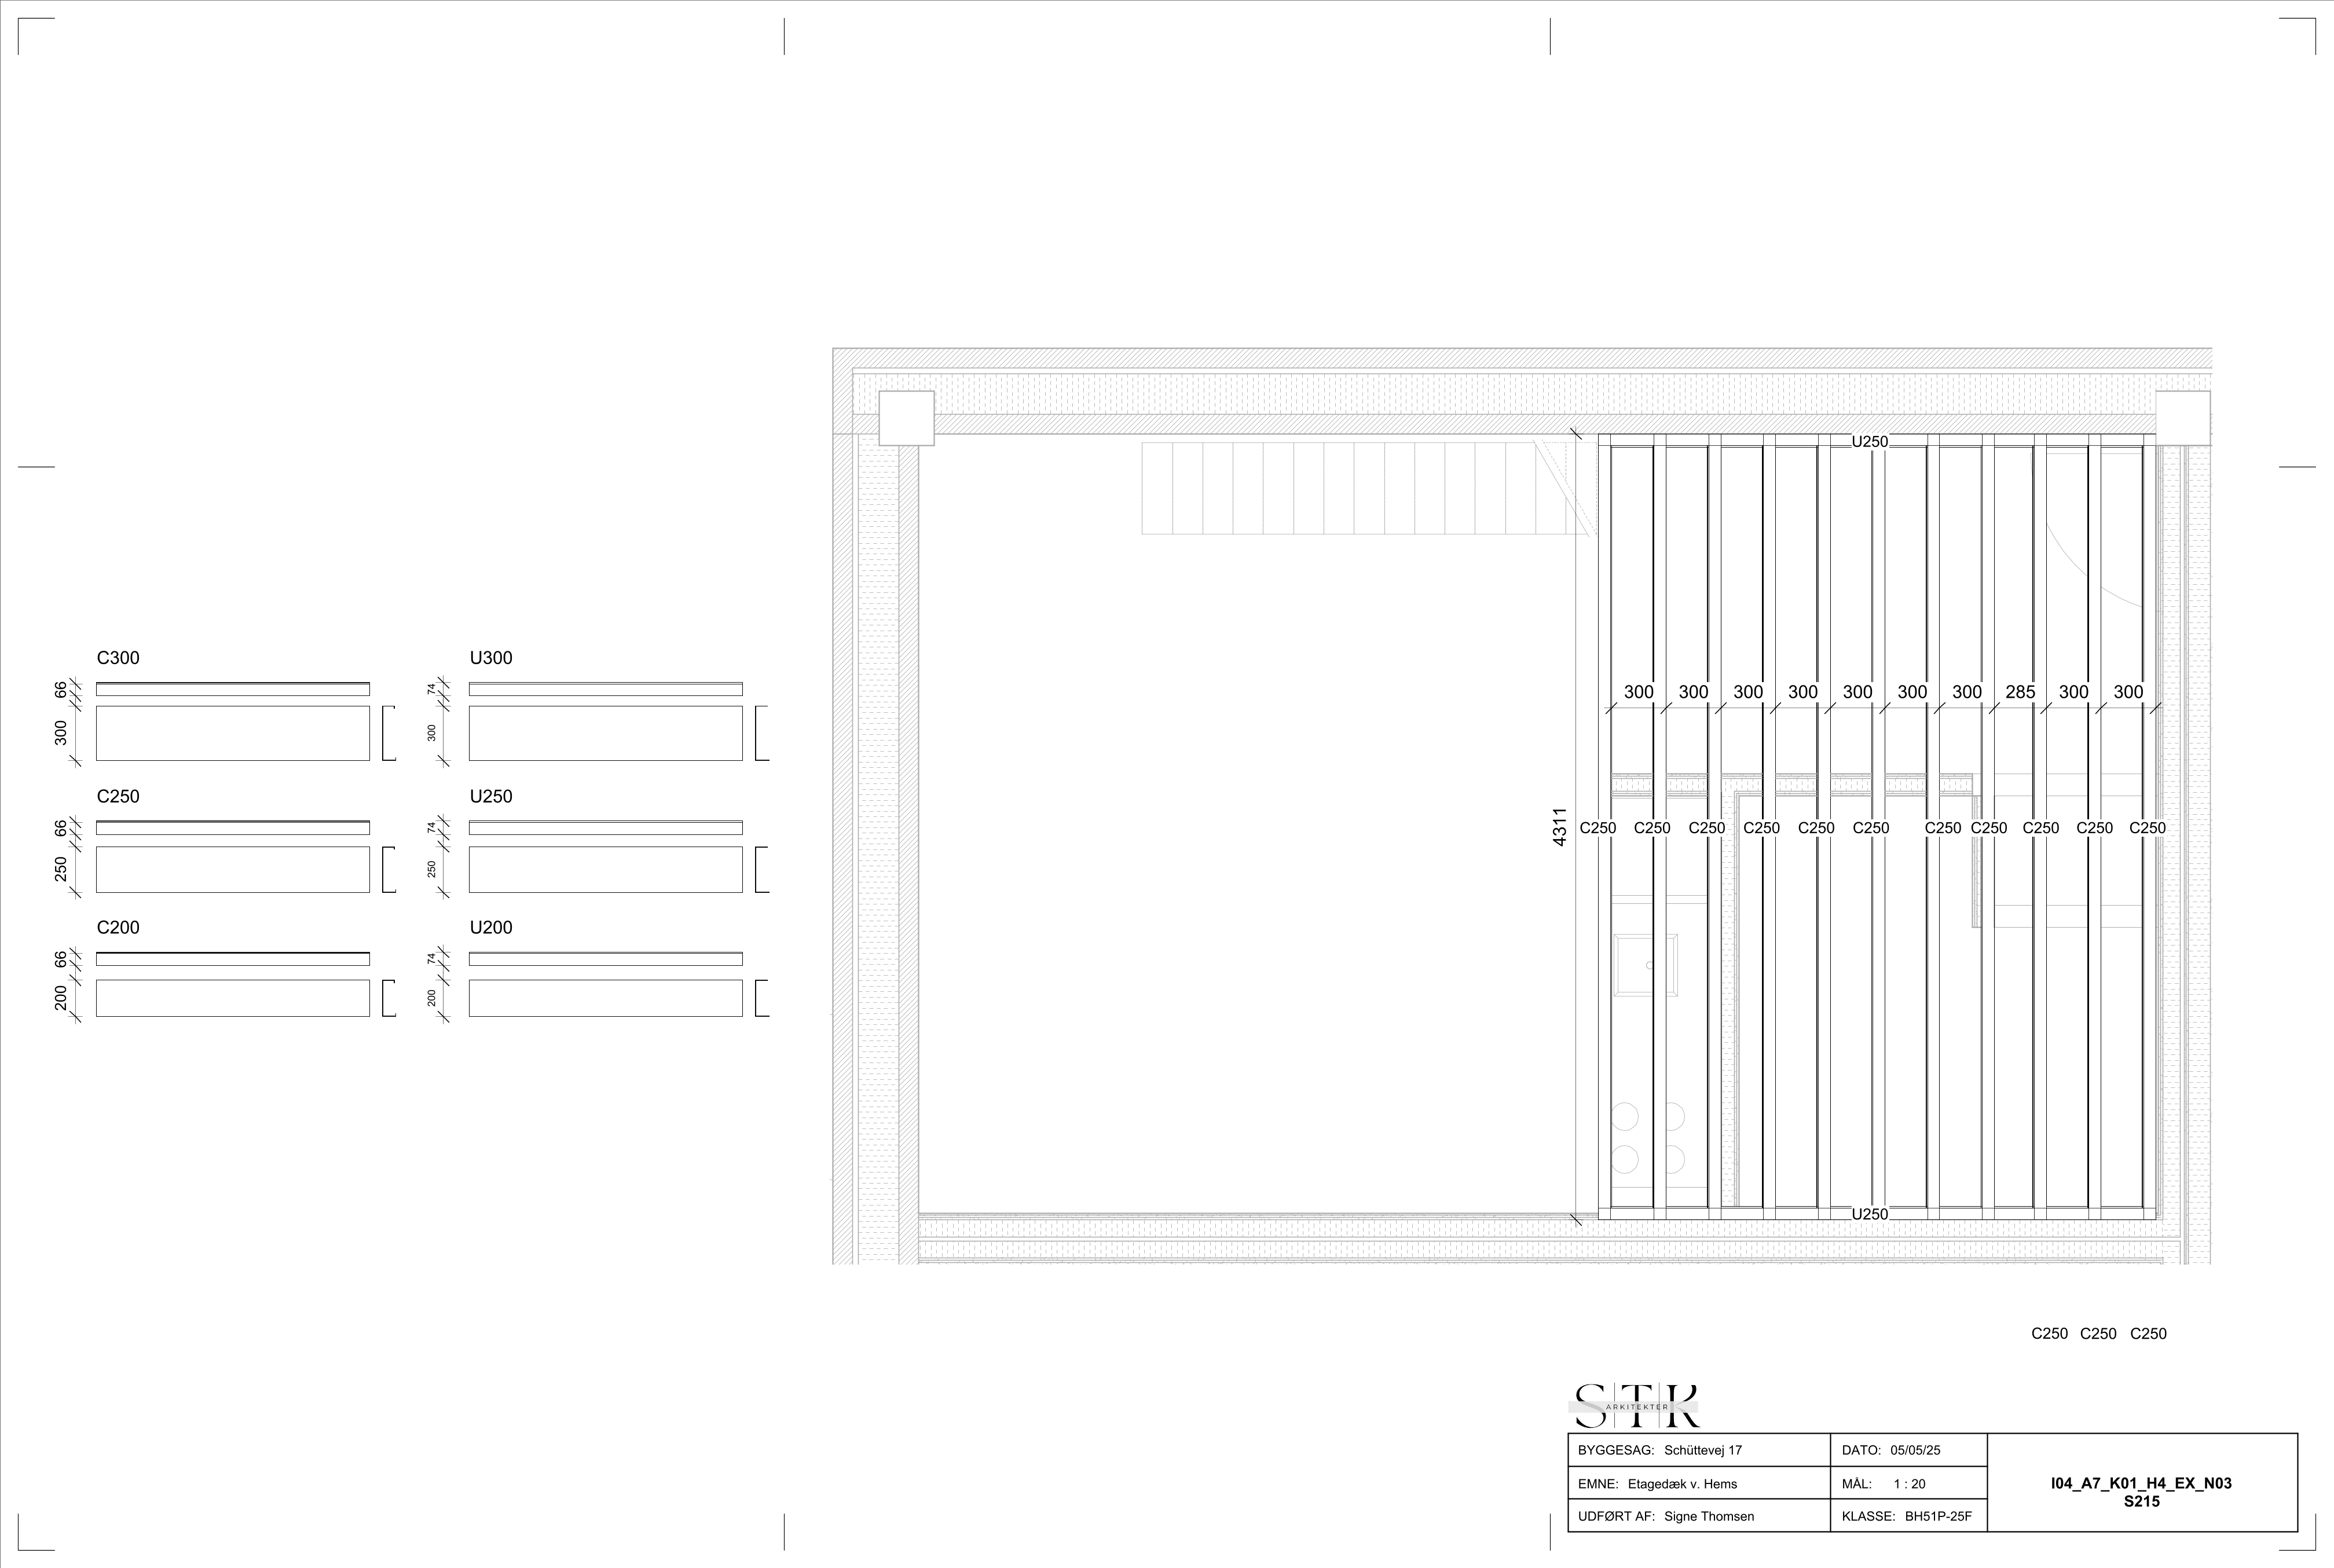 U250
C300
U300
66
300
74
300
300 300 300 300 300 300 300 285 300 300
C250
U250
66
250
74
250
4311
C250 C250 C250 C250 C250 C250 C250 C250 C250 C250 C250
C200
U200
66
200
74
200
U250
C250 C250 C250
STK
ARKITEKTER
BYGGESAG: Schüttevej 17
DATO: 05/05/25
EMNE: Etagedæk v. Hems
MÅL: 1 : 20
UDFØRT AF: Signe Thomsen
KLASSE: BH51P-25F
I04_A7_K01_H4_EX_N03
S215